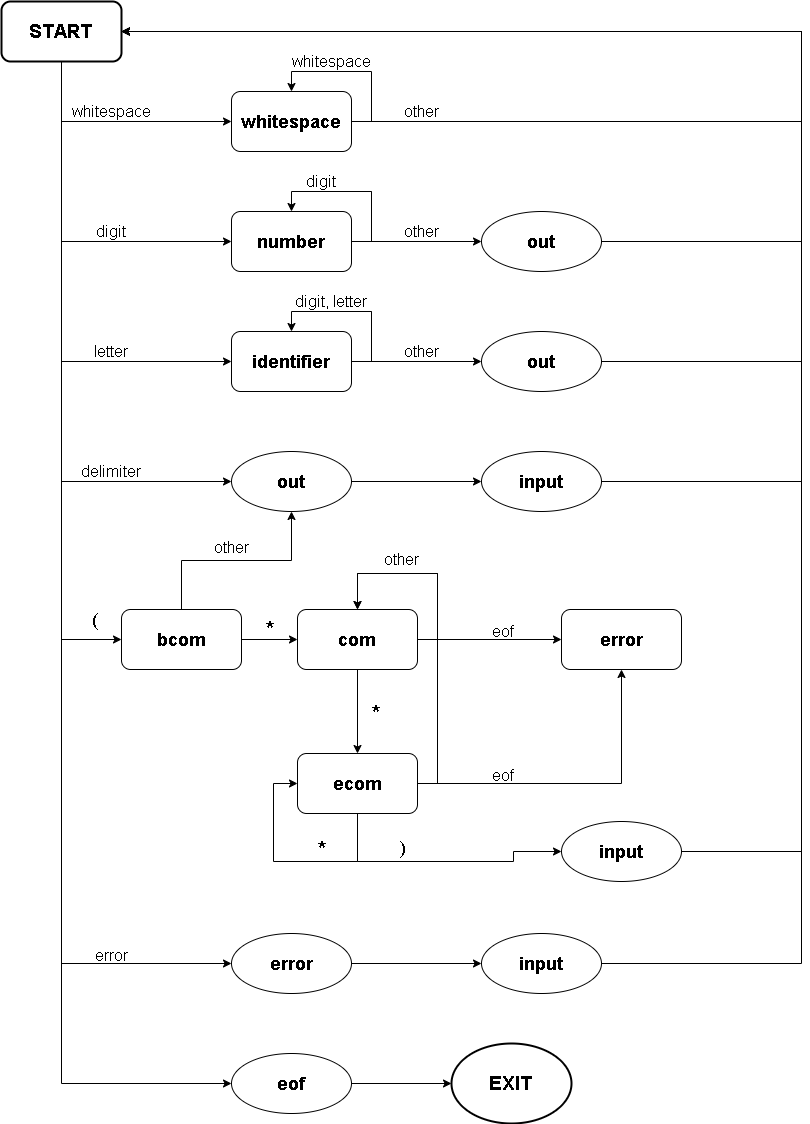 START
whitespace
whitespace
whitespace
other
digit
digit
number
other
out
digit, letter
letter
identifier
other
out
delimiter
out
input
other
other
(
bcom
*
com
eof
error
*
ecom
eof
*
)
input
error
error
input
eof
EXIT